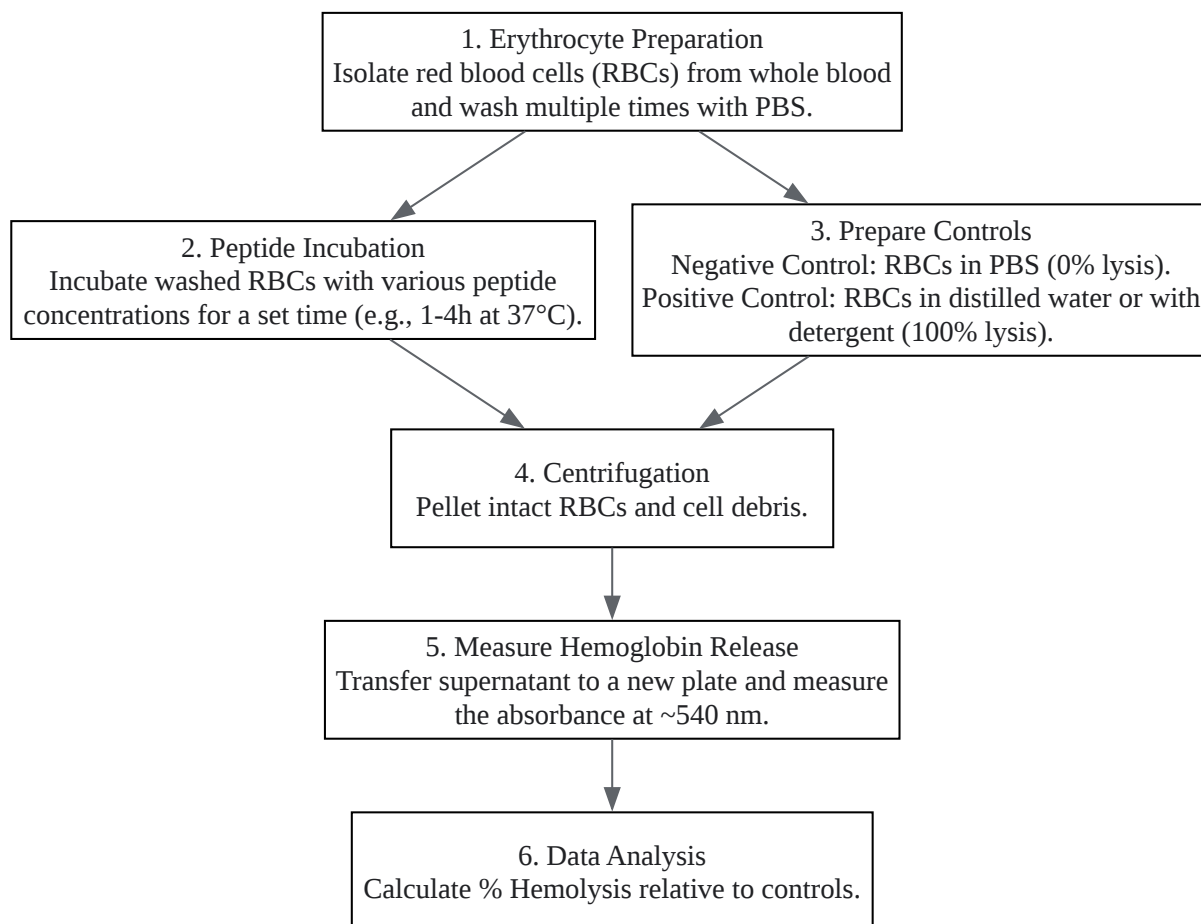 1. Erythrocyte Preparation
Isolate red blood cells (RBCs) from whole blood
and wash multiple times with PBS.
2. Peptide Incubation
Incubate washed RBCs with various peptide
concentrations for a set time (e.g., 1-4h at 37°C).
3. Prepare Controls
Negative Control: RBCs in PBS (0% lysis).
Positive Control: RBCs in distilled water or with
detergent (100% lysis).
4. Centrifugation
Pellet intact RBCs and cell debris.
5. Measure Hemoglobin Release
Transfer supernatant to a new plate and measure
the absorbance at ~540 nm.
6. Data Analysis
Calculate % Hemolysis relative to controls.